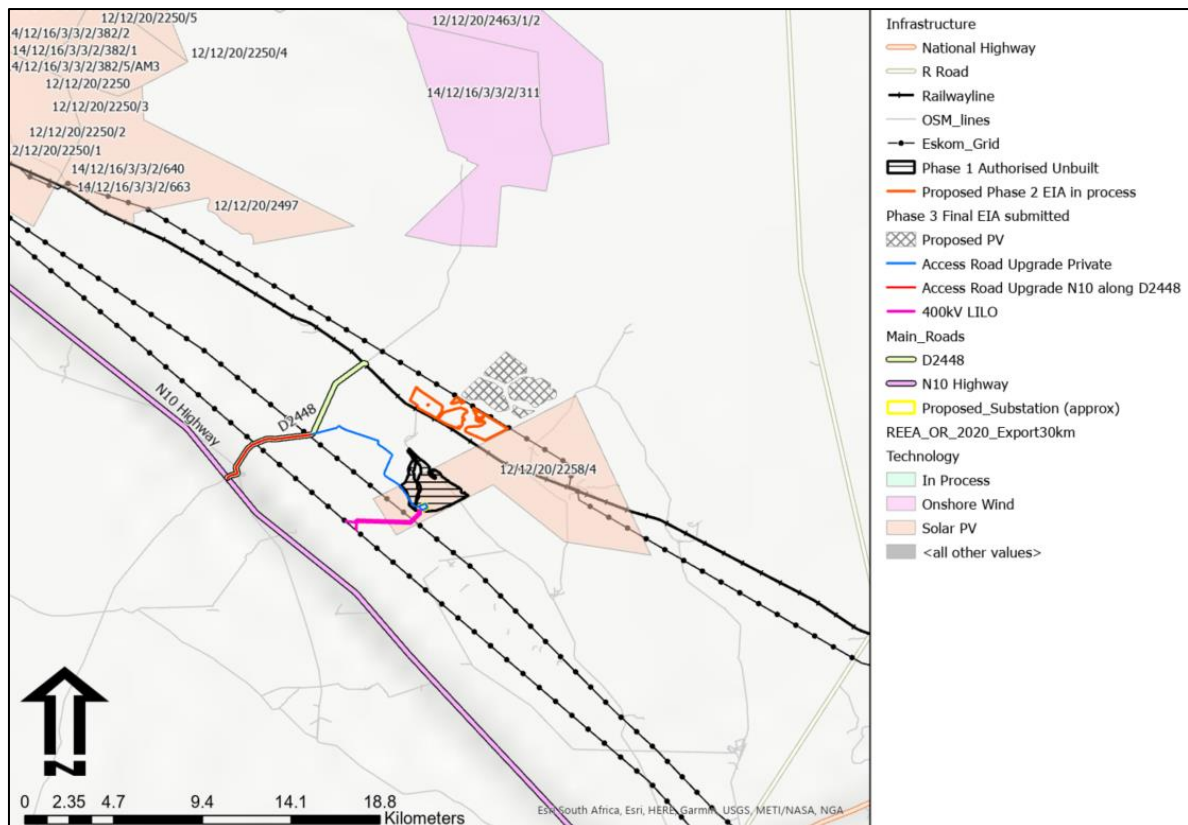 12/12/20/2250/5
4/12/16/3/3/2/382/2
14/12/16/3/3/2/382/1
4/12/16/3/3/2/382/5/AM3
12/12/20/2250/4
12/12/20/2250
12/12/20/2250/3
12/12/20/2250/2
2/12/20/2250/1
14/12/16/3/3/2/640
14/12/16/3/3/2/663
12/12/20/2497
12/12/20/2463/1/2
14/12/16/3/3/2/311
N10 Highway
D2448
12/12/20/2258/4
N
0 2.35 4.7 9.4 14.1 18.8
Kilometers
Esri South Africa, Esri, HERE, Garmin, USGS, METI/NASA, NGA
Infrastructure
National Highway
R Road
Railwayline
OSM_lines
Eskom_Grid
Phase 1 Authorised Unbuilt
Proposed Phase 2 EIA in process
Phase 3 Final EIA submitted
Proposed PV
Access Road Upgrade Private
Access Road Upgrade N10 along D2448
400kV LILO
Main_Roads
D2448
N10 Highway
Proposed_Substation (approx)
REEA_OR_2020_Export30km
Technology
In Process
Onshore Wind
Solar PV
<all other values>